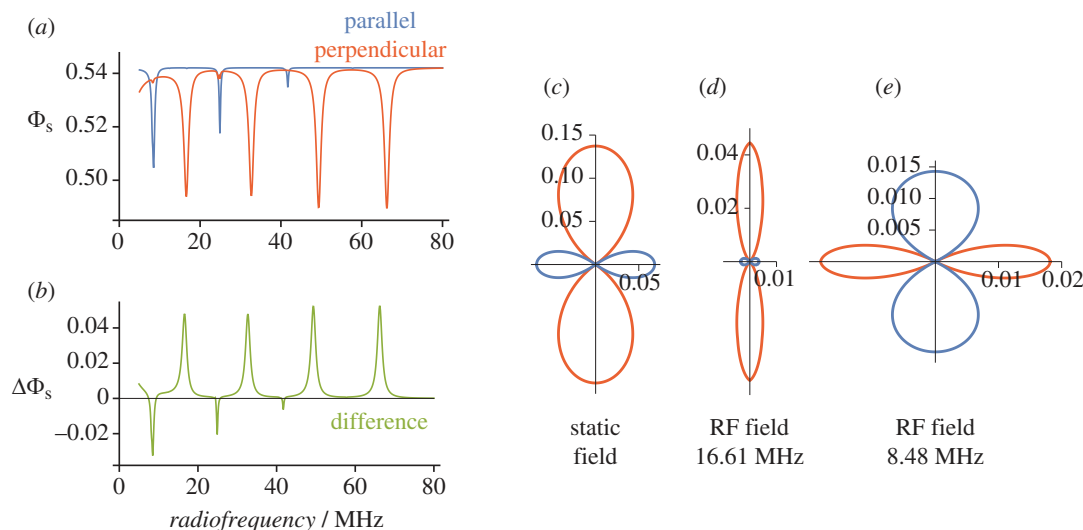 (a)
parallel
perpendicular
0.54
0.52
0.50
Φs
0 20 40 60 80
(b)
0.04
0.02
0
–0.02
ΔΦs
difference
0 20 40 60 80
radiofrequency / MHz
(c)
0.15
0.10
0.05
0.05
static
field
(d)
0.04
0.02
0.01
RF field
16.61 MHz
(e)
0.015
0.010
0.005
0.01 0.02
RF field
8.48 MHz